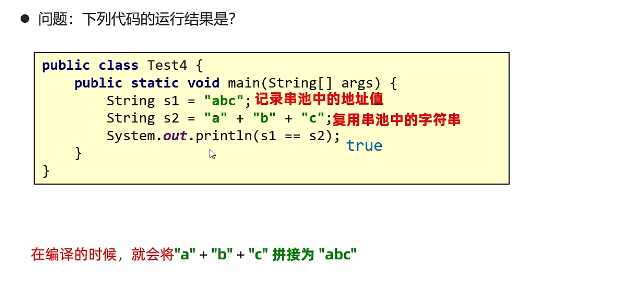 ● 问题：下列代码的运行结果是？
public class Test4 {
public static void main(String[] args) {
String s1 = "abc"; 记录串池中的地址值
String s2 = "a" + "b" + "c"; 复用串池中的字符串
System.out.println(s1 == s2); true
}
}
在编译的时候，就会将"a" + "b" + "c" 拼接为 "abc"